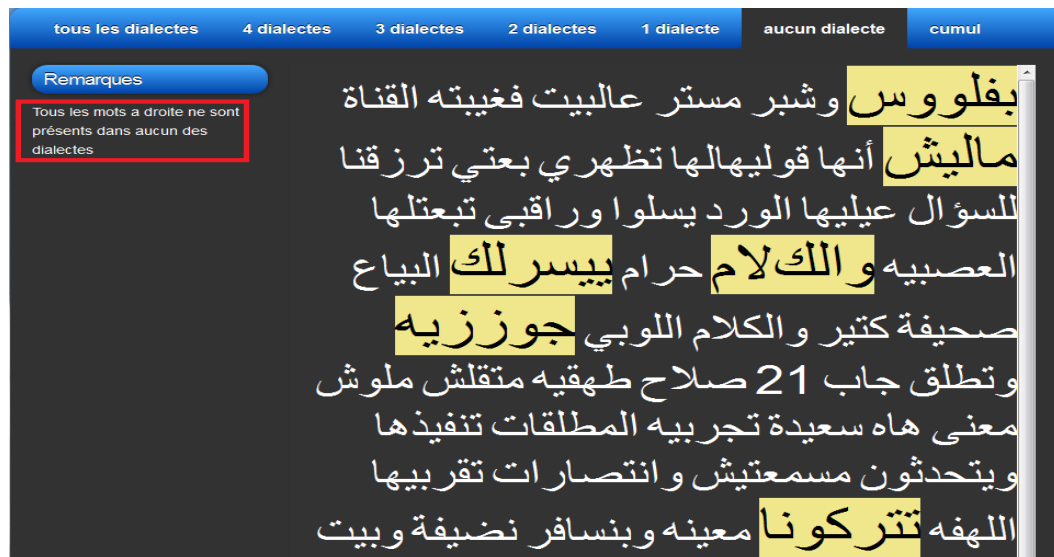 tous les dialectes 4 dialectes 3 dialectes 2 dialectes 1 dialecte aucun dialecte cumul
Remarques
Tous les mots a droite ne sont
présents dans aucun des
dialectes
بفلووس وشبر مستر عالبيت فغيبته القناة
ماليش أنها قوليهالها تظهري بعتي ترزقنا
للسؤال عيليها الورد يسلوا وراقبي تبعتلها
العصبيه والكلام حرام ييسرلك البياع
صحيفة كتير والكلام اللوبي جوززيه
وتطلق جاب 21 صلاح طهقيه متقلش ملوش
معنى هاه سعيدة تجربيه المطلقات تنفيذها
ويتحدثون مسمعتيش وانتصارات تقربيها
اللهفه تتركونا معينه وبنسافر نضيفة وبيت